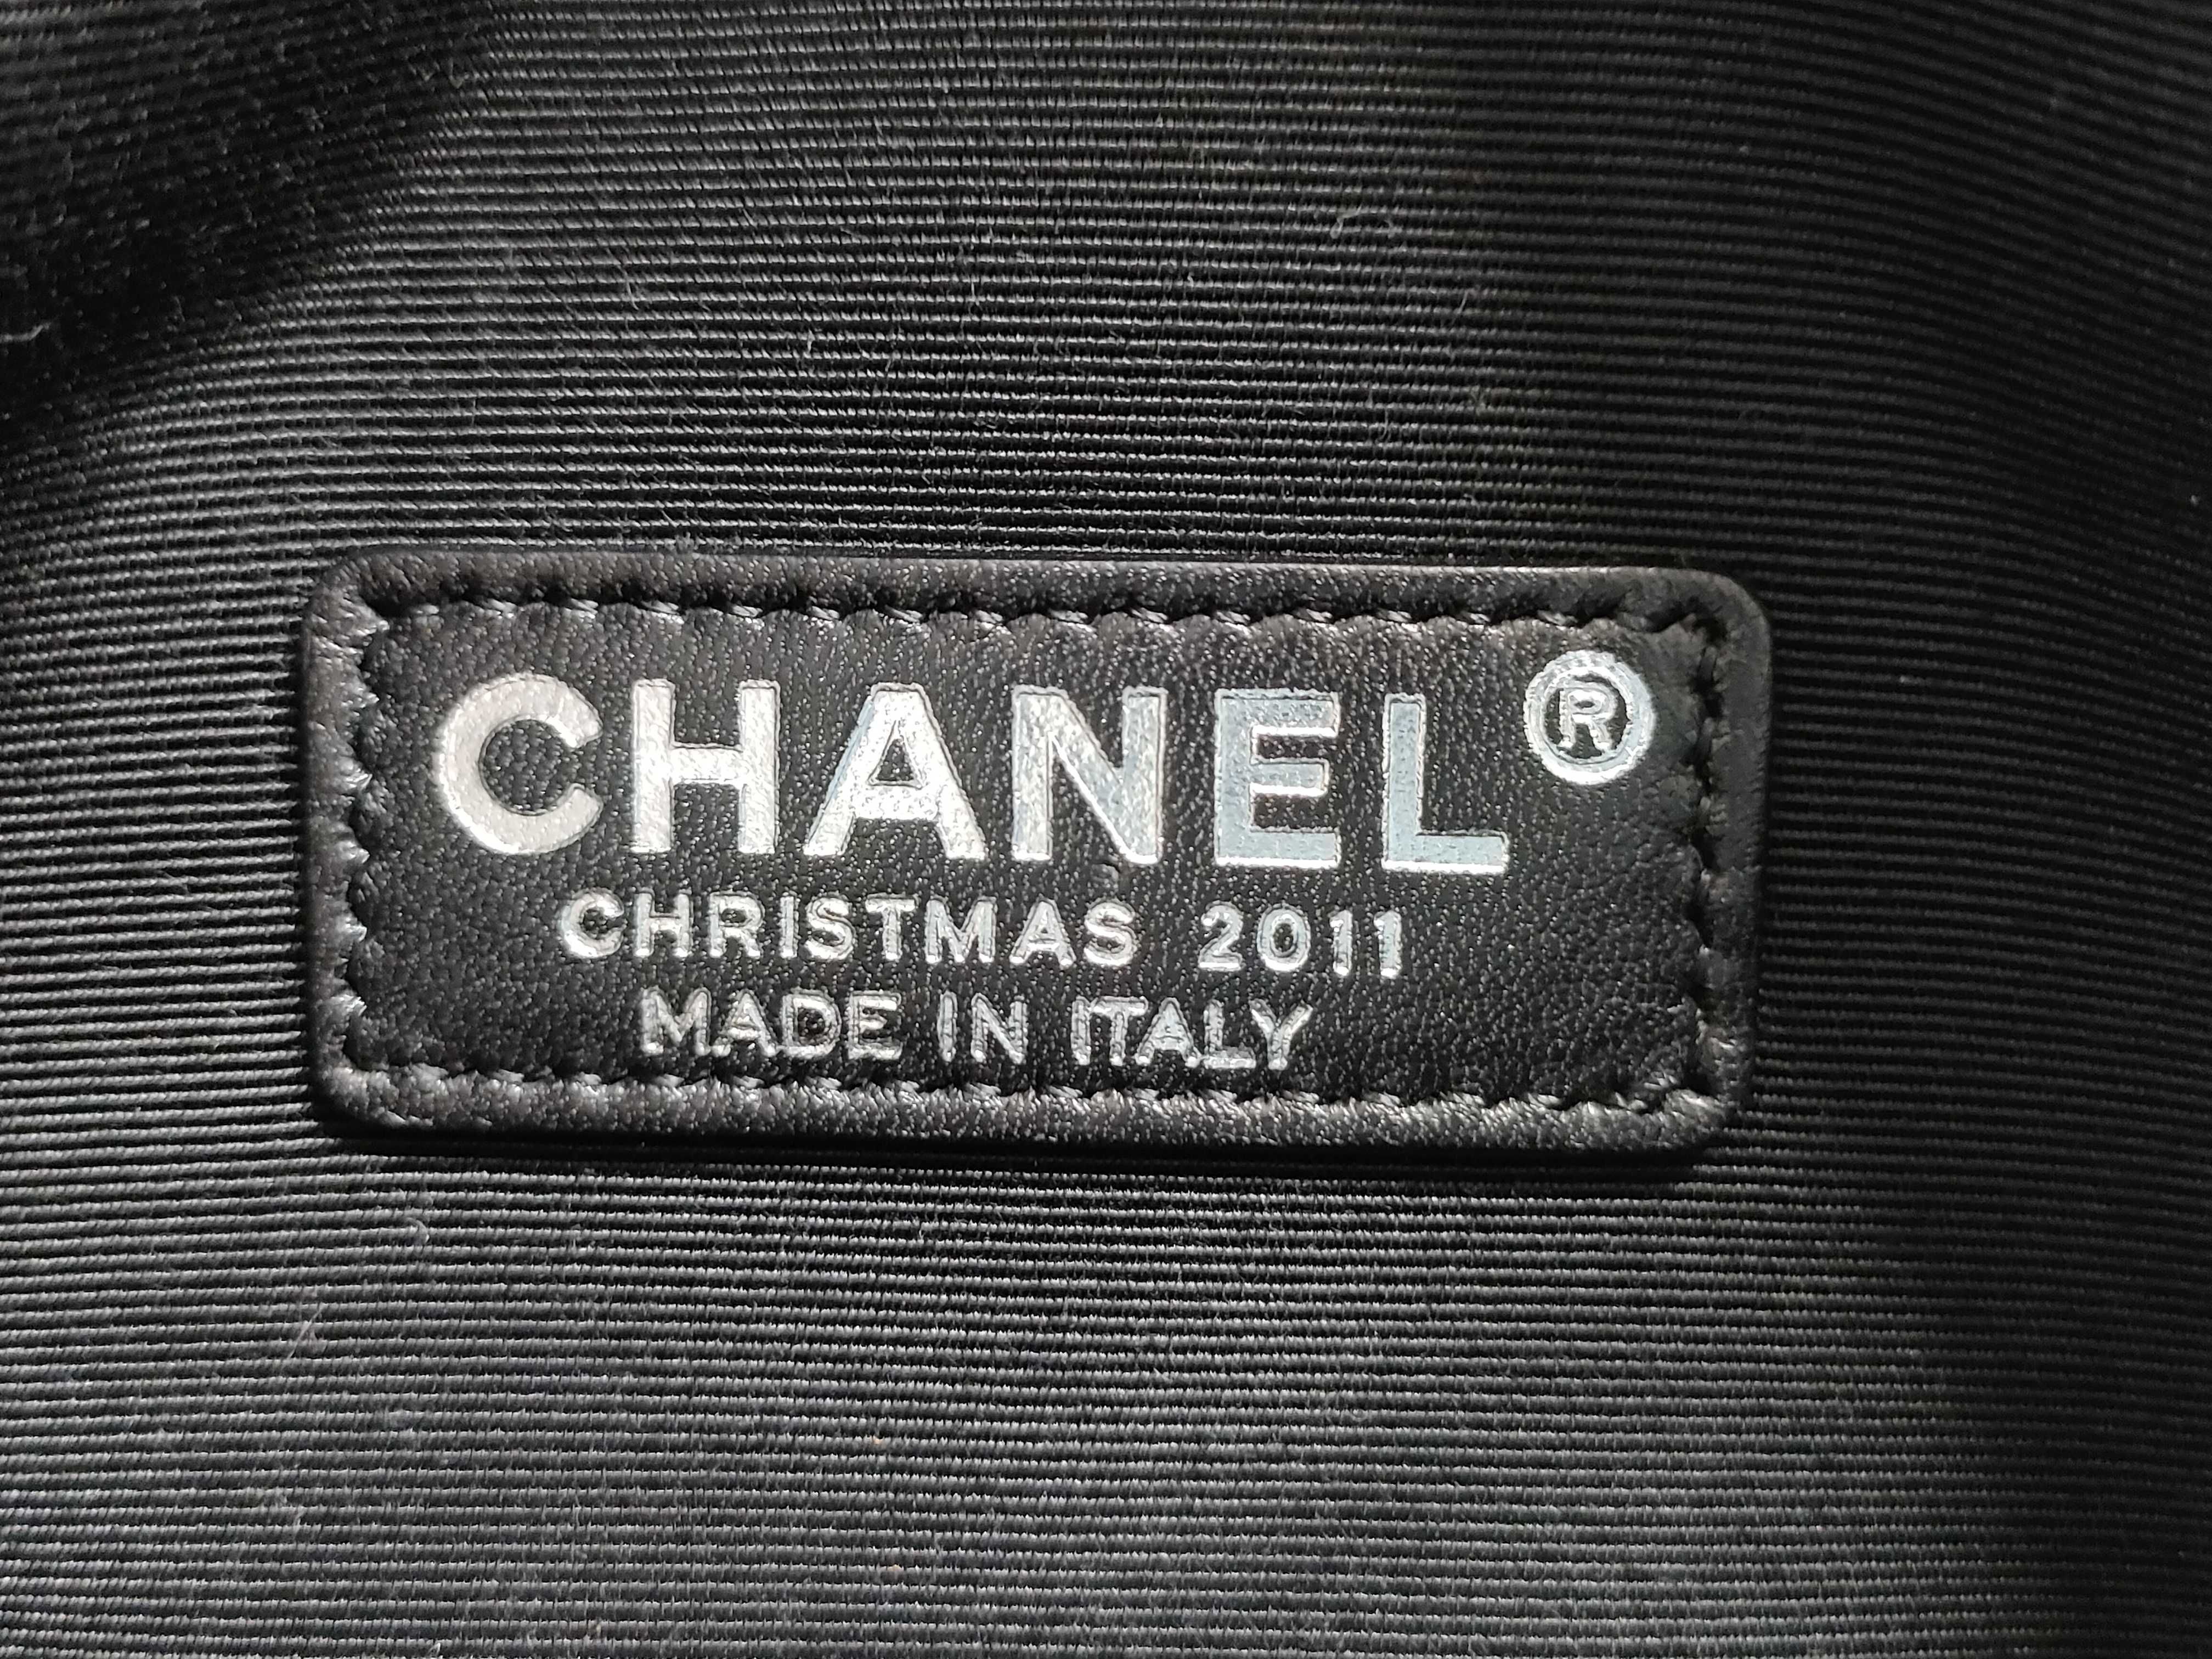 CHANEL®
CHRISTMAS 2011
MADE IN ITALY